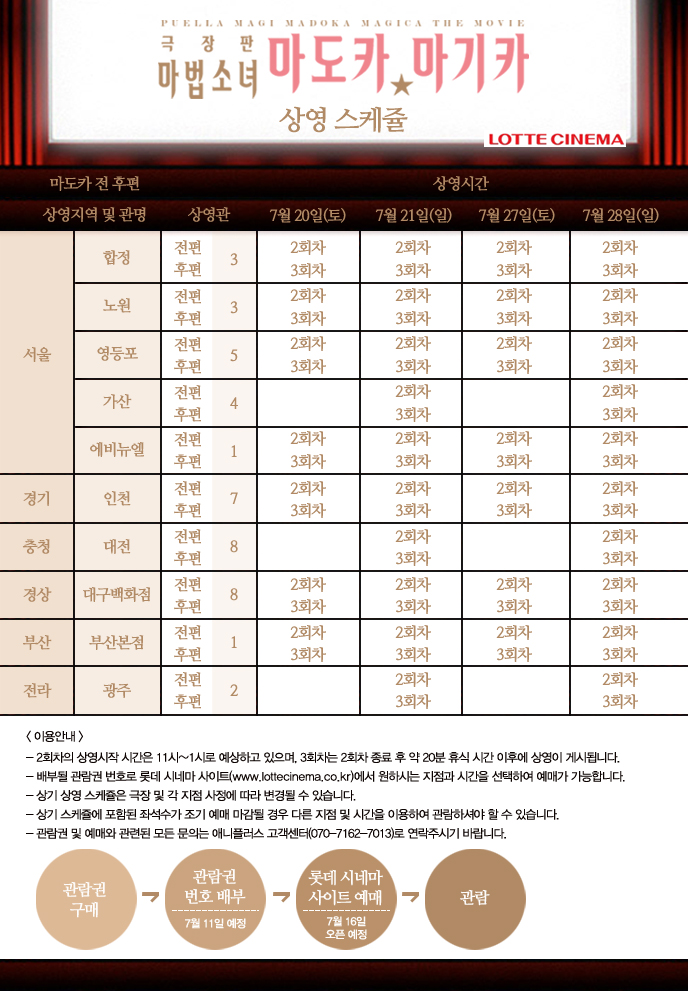 PUELLA MAGI MADOKA MAGICA THE MOVIE
극장판
마법소녀 마도카★마기카
상영 스케쥴
LOTTE CINEMA
마도카 전 후편 상영시간
상영지역 및 관명 상영관 7월 20일(토) 7월 21일(일) 7월 27일(토) 7월 28일(일)
서울 합정 전편 3 2회차 2회차 2회차 2회차
후편 3회차 3회차 3회차 3회차
노원 전편 3 2회차 2회차 2회차 2회차
후편 3회차 3회차 3회차 3회차
영등포 전편 5 2회차 2회차 2회차 2회차
후편 3회차 3회차 3회차 3회차
가산 전편 4 2회차 2회차
후편 3회차 3회차
에비뉴엘 전편 1 2회차 2회차 2회차 2회차
후편 3회차 3회차 3회차 3회차
경기 인천 전편 7 2회차 2회차 2회차 2회차
후편 3회차 3회차 3회차 3회차
충청 대전 전편 8 2회차 2회차
후편 3회차 3회차
경상 대구백화점 전편 8 2회차 2회차 2회차 2회차
후편 3회차 3회차 3회차 3회차
부산 부산본점 전편 1 2회차 2회차 2회차 2회차
후편 3회차 3회차 3회차 3회차
전라 광주 전편 2 2회차 2회차
후편 3회차 3회차
< 이용안내 >
- 2회차의 상영시작 시간은 11시~1시로 예상하고 있으며, 3회차는 2회차 종료 후 약 20분 휴식 시간 이후에 상영이 게시됩니다.
- 배부될 관람권 번호로 롯데 시네마 사이트(www.lottecinema.co.kr)에서 원하시는 지점과 시간을 선택하여 예매가 가능합니다.
- 상기 상영 스케쥴은 극장 및 각 지점 사정에 따라 변경될 수 있습니다.
- 상기 스케쥴에 포함된 좌석수가 조기 예매 마감될 경우 다른 지점 및 시간을 이용하여 관람하셔야 할 수 있습니다.
- 관람권 및 예매와 관련된 모든 문의는 애니플러스 고객센터(070-7162-7013)로 연락주시기 바랍니다.
관람권
구매
관람권
번호 배부
7월 11일 예정
롯데 시네마
사이트 예매
7월 16일
오픈 예정
관람